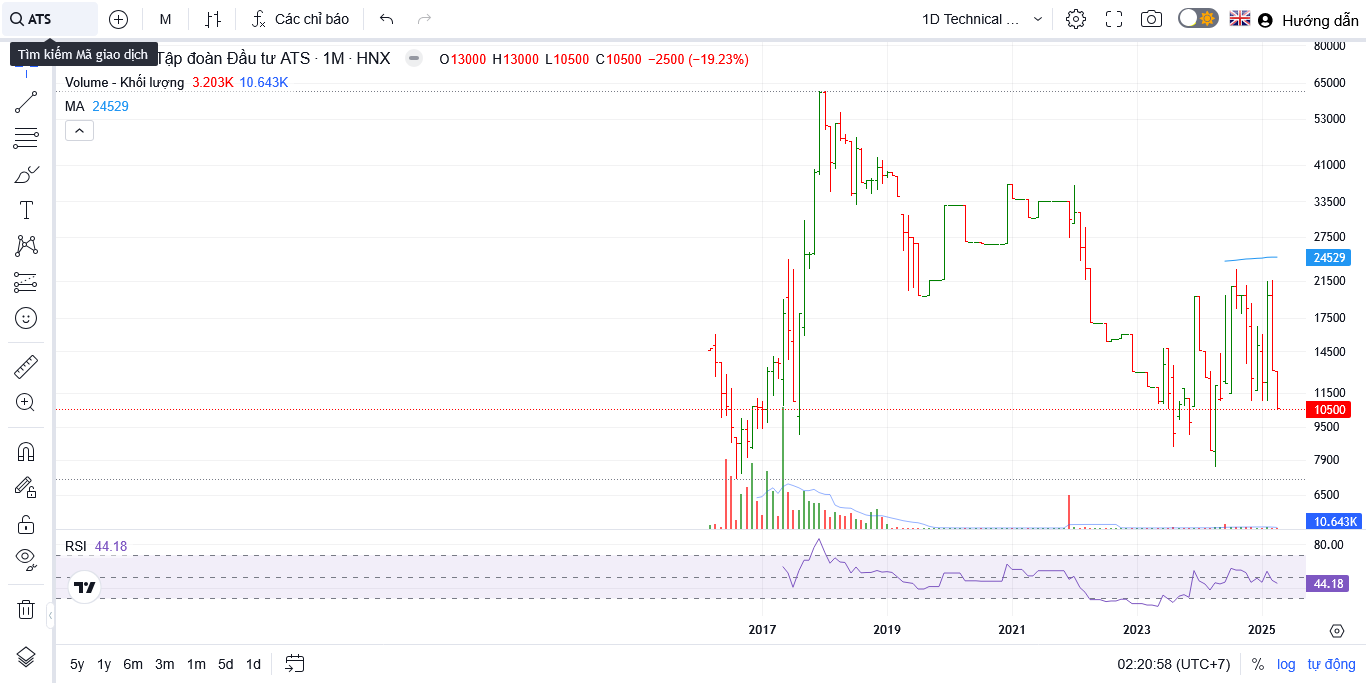 ATS M Các chỉ báo 1D Technical ... Hướng dẫn
Tìm kiếm Mã giao dịch Tập đoàn Đầu tư ATS · 1M · HNX O13000 H13000 L10500 C10500 −2500 (−19.23%)
Volume - Khối lượng 3.203K 10.643K
MA 24529
80000
65000
53000
41000
33500
27500
24529
21500
17500
14500
11500
10500
9500
7900
6500
10.643K
RSI 44.18
80.00
44.18
2017 2019 2021 2023 2025
5y 1y 6m 3m 1m 5d 1d 02:20:58 (UTC+7) % log tự động